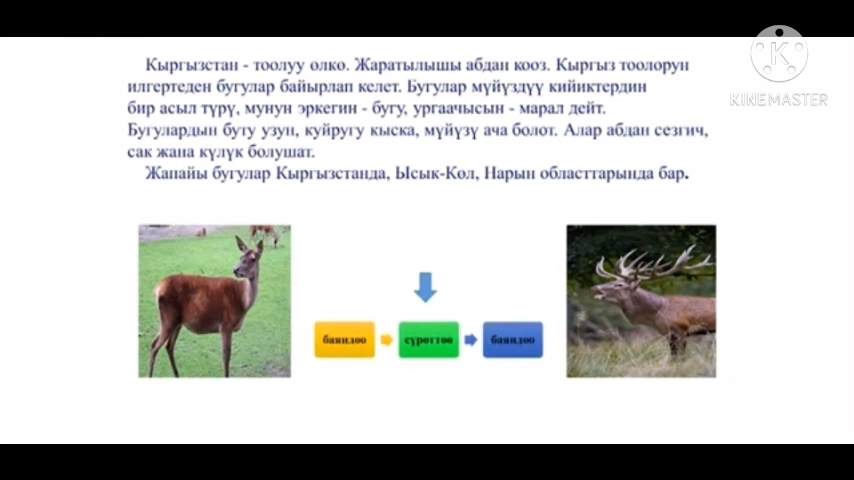 Кыргызстан - тоолуу өлкө. Жаратылышы абдан кооз. Кыргыз тоолорун
илгертеден бугулар байырлап келет. Бугулар мүйүздүү кийиктердин
бир асыл түрү, мунун эркегин - бугу, ургаачысын - марал дейт.
Бугулардын буту узун, куйругу кыска, мүйүзү ача болот. Алар абдан сезгич,
сак жана күлүк болушат.
Жапайы бугулар Кыргызстанда, Ысык-Көл, Нарын областтарында бар.
баяндоо
сүрөттөө
баяндоо
KINEMASTER